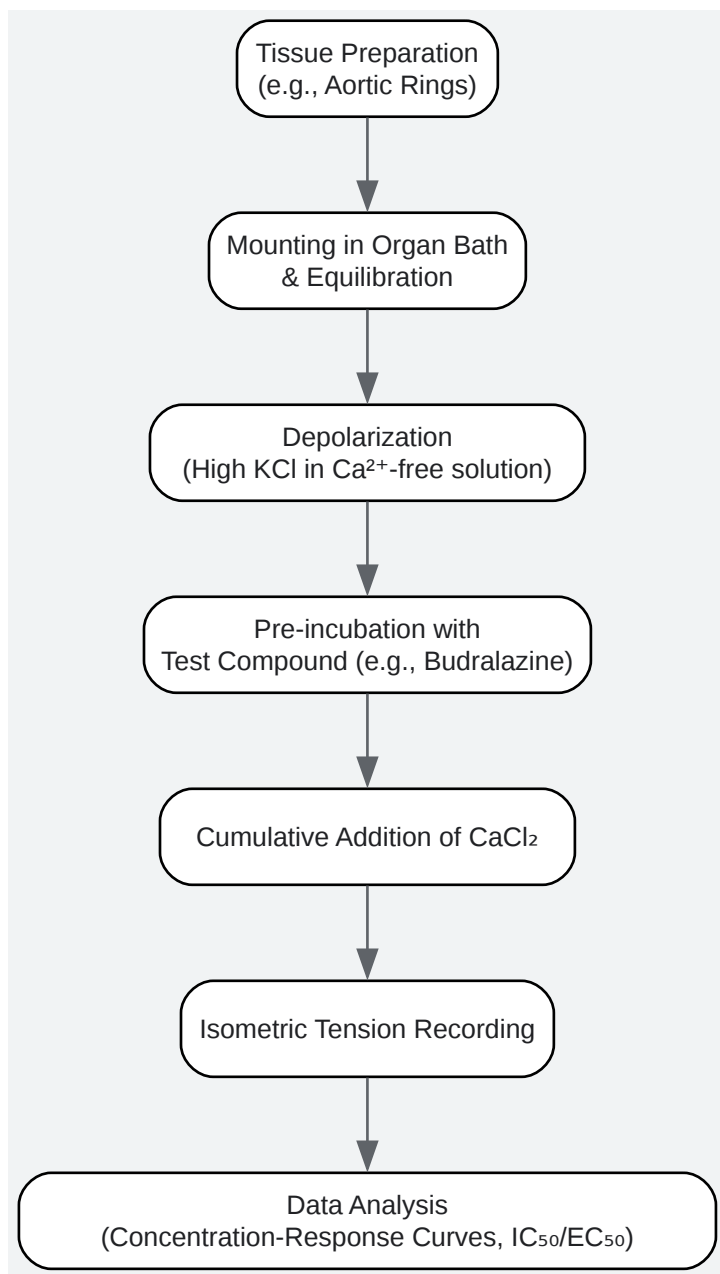 Tissue Preparation
(e.g., Aortic Rings)
Mounting in Organ Bath
& Equilibration
Depolarization
(High KCl in Ca²⁺-free solution)
Pre-incubation with
Test Compound (e.g., Budralazine)
Cumulative Addition of CaCl₂
Isometric Tension Recording
Data Analysis
(Concentration-Response Curves, IC₅₀/EC₅₀)